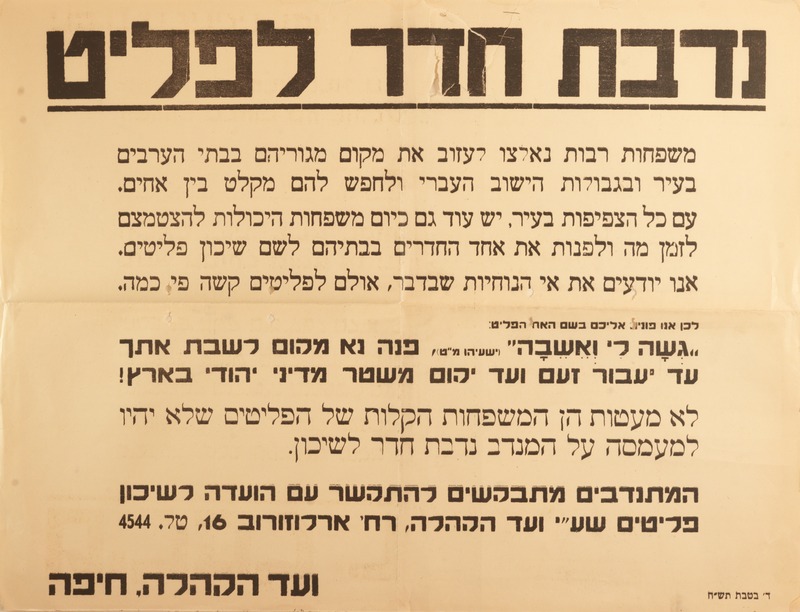 נדבת חדר לפליט
משפחות רבות נאלצו לעזוב את מקום מגוריהם בבתי הערבים
בעיר ובגבולות הישוב העברי ולחפש להם מקלט בין אחים.
עם כל הצפיפות בעיר, יש עוד גם כיום משפחות היכולות להצטמצם
לזמן מה ולפנות את אחד החדרים בבתיהם לשם שיכון פליטים.
אנו יודעים את אי הנוחיות שבדבר, אולם לפליטים קשה פי כמה.
לכן אנו פונים אליכם בשם האח הפליט:
„גְשָה לִי וְאֵשֵבָה" (ישעיהו מ"ט), פנה נא מקום לשבת אתך
עד יעבור זעם ועד יקום משטר מדיני יהודי בארץ!
לא מעטות הן המשפחות הקלות של הפליטים שלא יהיו
למעמסה על המנדב נדבת חדר לשיכון.
המתנדבים מתבקשים להתקשר עם הועדה לשיכון
פליטים שע"י ועד הקהלה, רח' ארלוזורוב 16, טל. 4544
ועד הקהלה, חיפה
ד' בטבת תש"ח